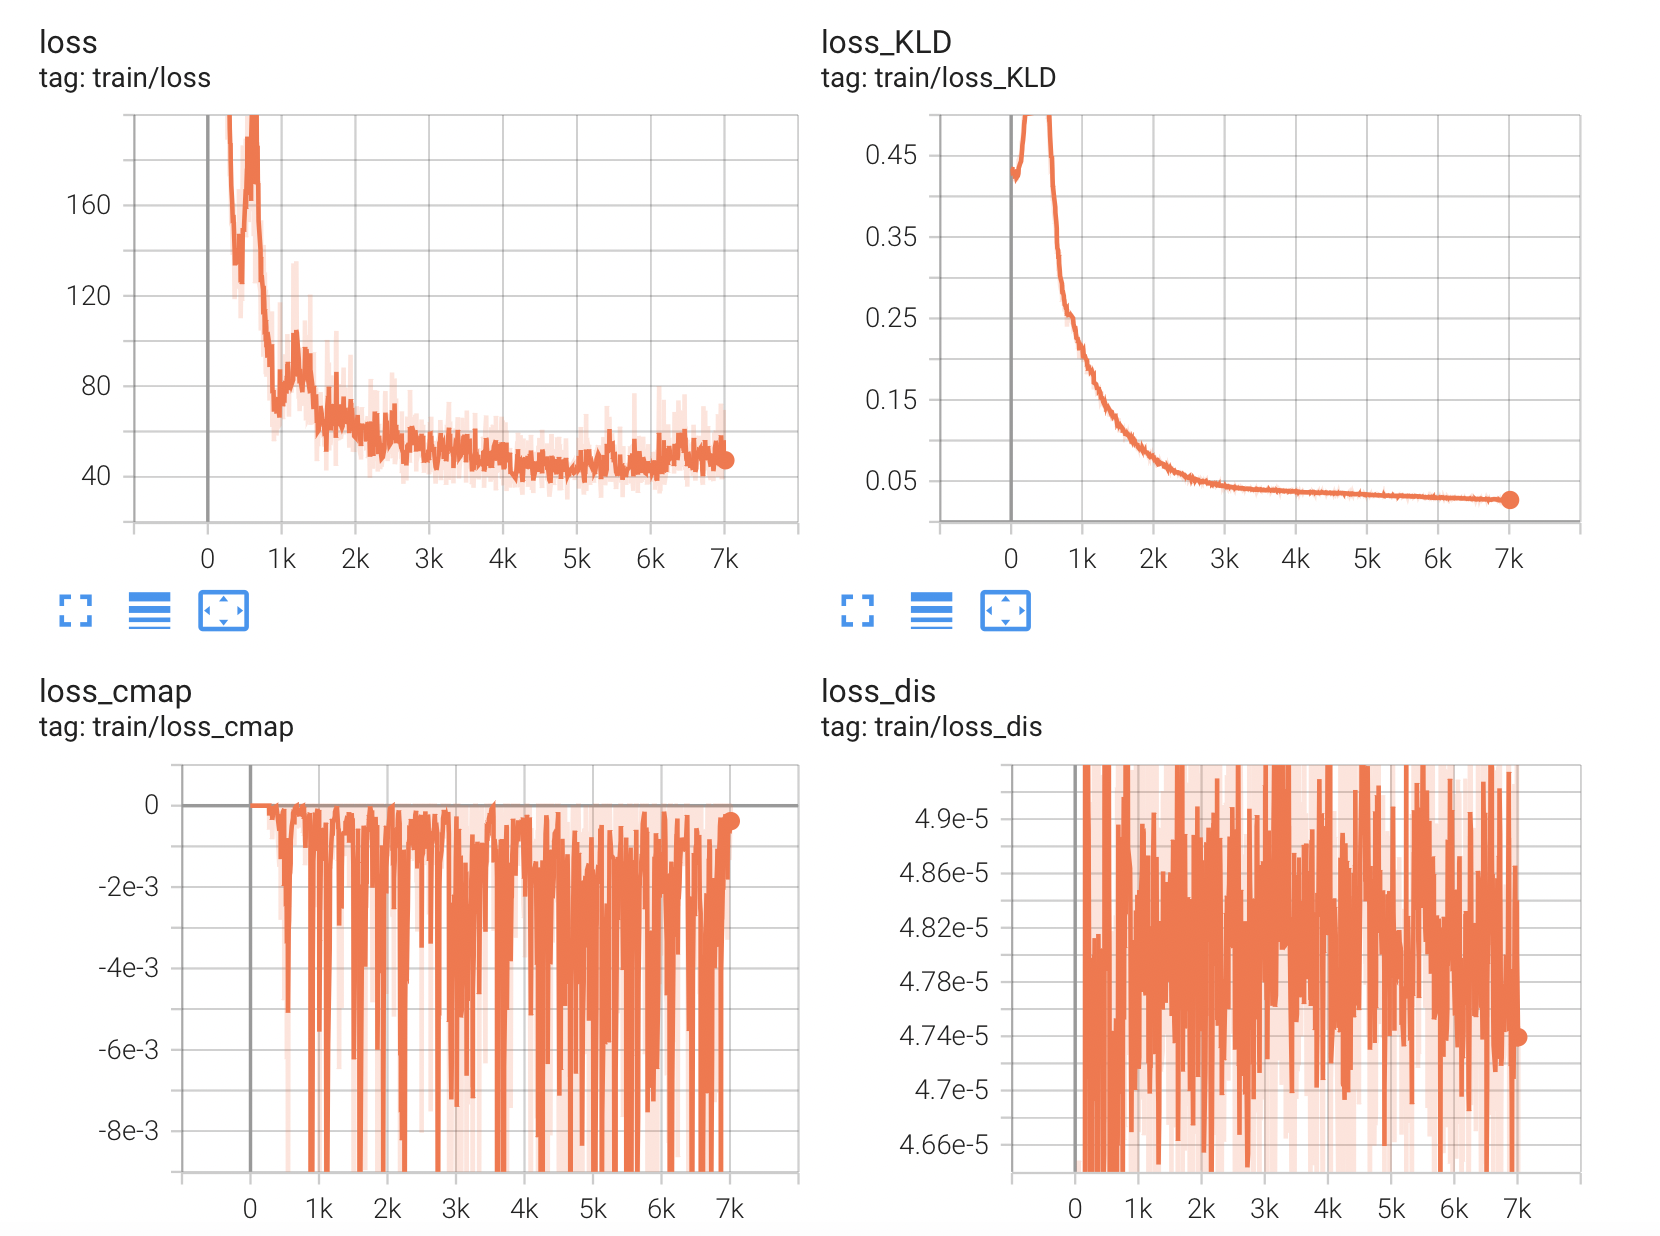 loss
tag: train/loss
160
120
80
40
0 1k 2k 3k 4k 5k 6k 7k
loss_KLD
tag: train/loss_KLD
0.45
0.35
0.25
0.15
0.05
0 1k 2k 3k 4k 5k 6k 7k
loss_cmap
tag: train/loss_cmap
0
-2e-3
-4e-3
-6e-3
-8e-3
0 1k 2k 3k 4k 5k 6k 7k
loss_dis
tag: train/loss_dis
4.9e-5
4.86e-5
4.82e-5
4.78e-5
4.74e-5
4.7e-5
4.66e-5
0 1k 2k 3k 4k 5k 6k 7k